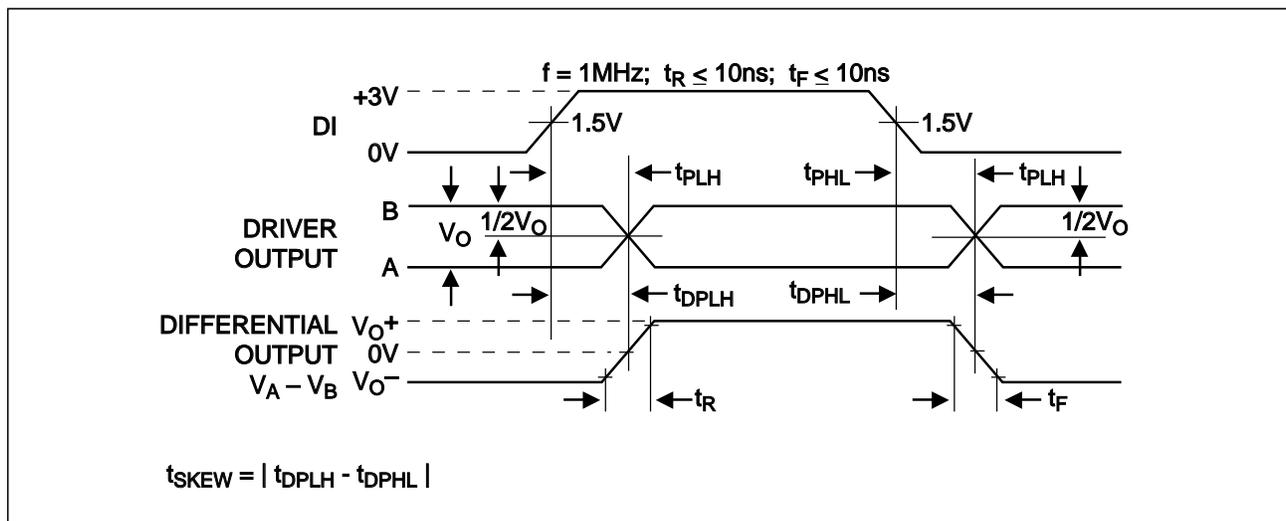 f = 1MHz; tR ≤ 10ns; tF ≤ 10ns
+3V
DI
1.5V
1.5V
0V
tPLH
tPHL
tPLH
B
DRIVER
OUTPUT
VO
1/2VO
1/2VO
A
tDPLH
tDPHL
DIFFERENTIAL
OUTPUT
VA – VB
VO+
0V
VO–
tR
tF
tSKEW = | tDPLH - tDPHL |